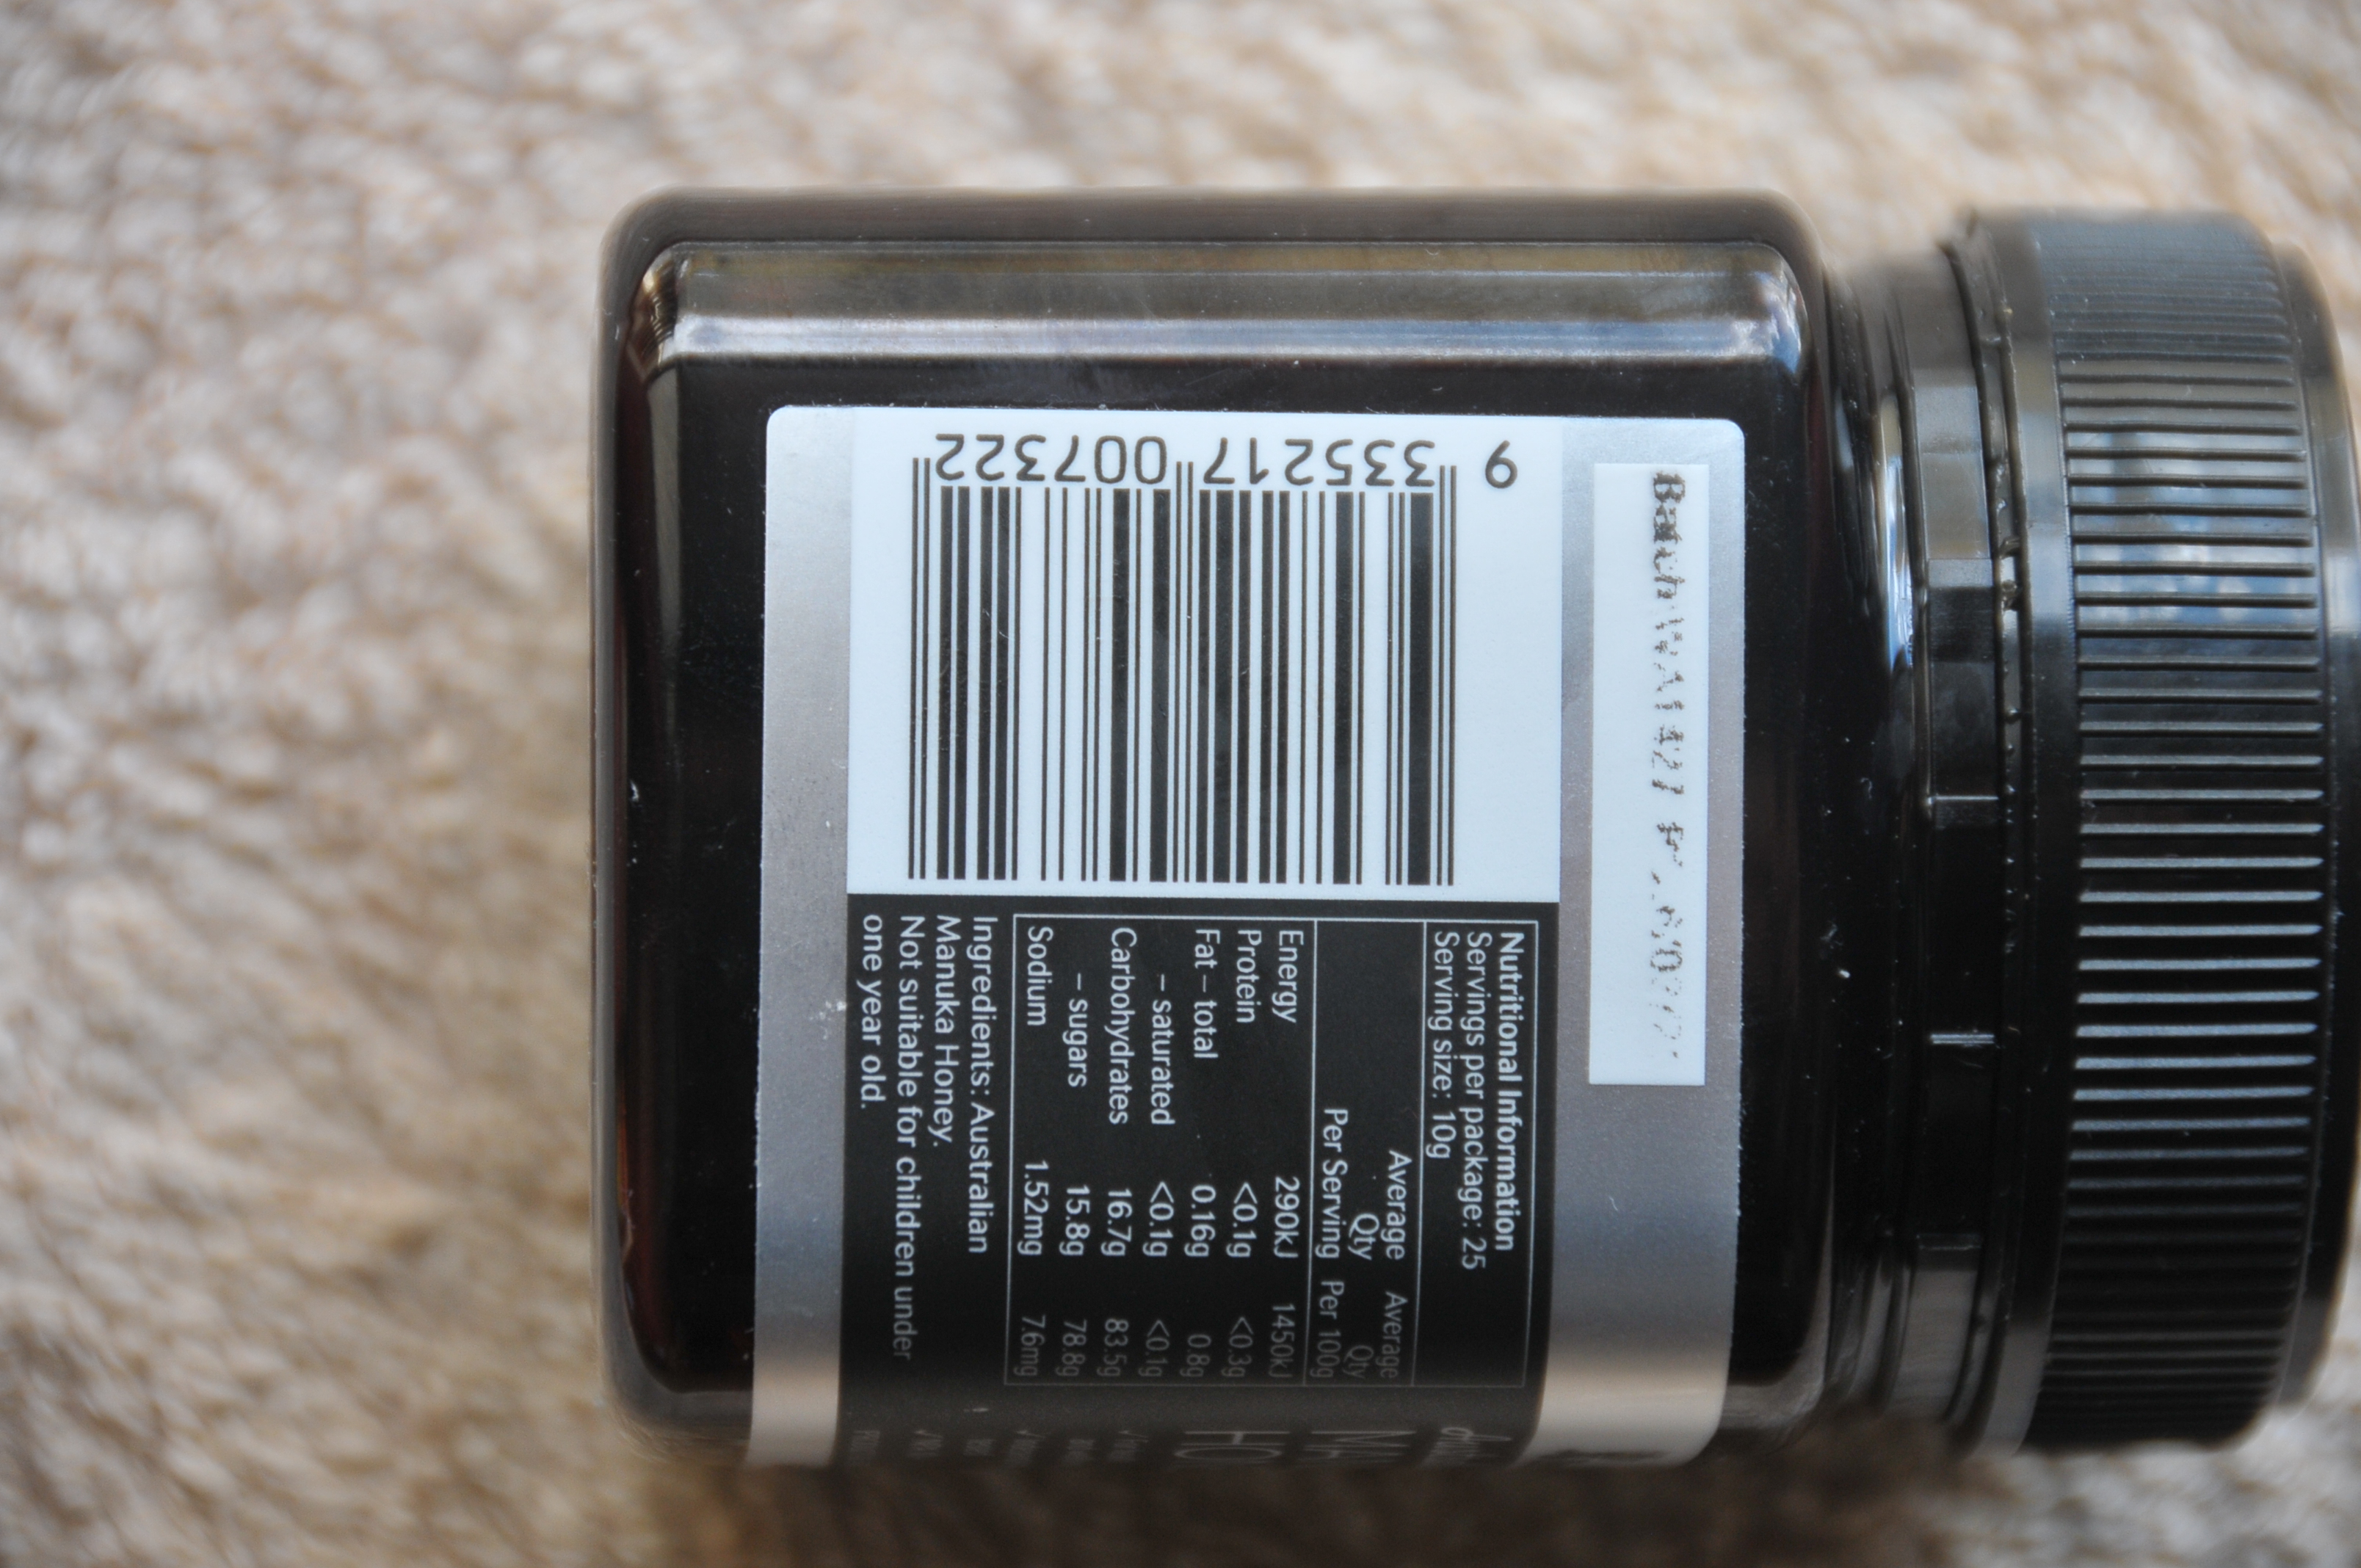 Batch
Nutritional Information
Servings per package: 25
Serving size: 10g
Average Average
Qty Qty
Per Serving Per 100g
Energy 290kJ 1450kJ
Protein <0.1g <0.3g
Fat – total 0.16g 0.8g
– saturated <0.1g <0.1g
Carbohydrates 16.7g 83.5g
– sugars 15.8g 78.8g
Sodium 1.52mg 7.6mg
Ingredients: Australian
Manuka Honey.
Not suitable for children under
one year old.
9 335217 007322